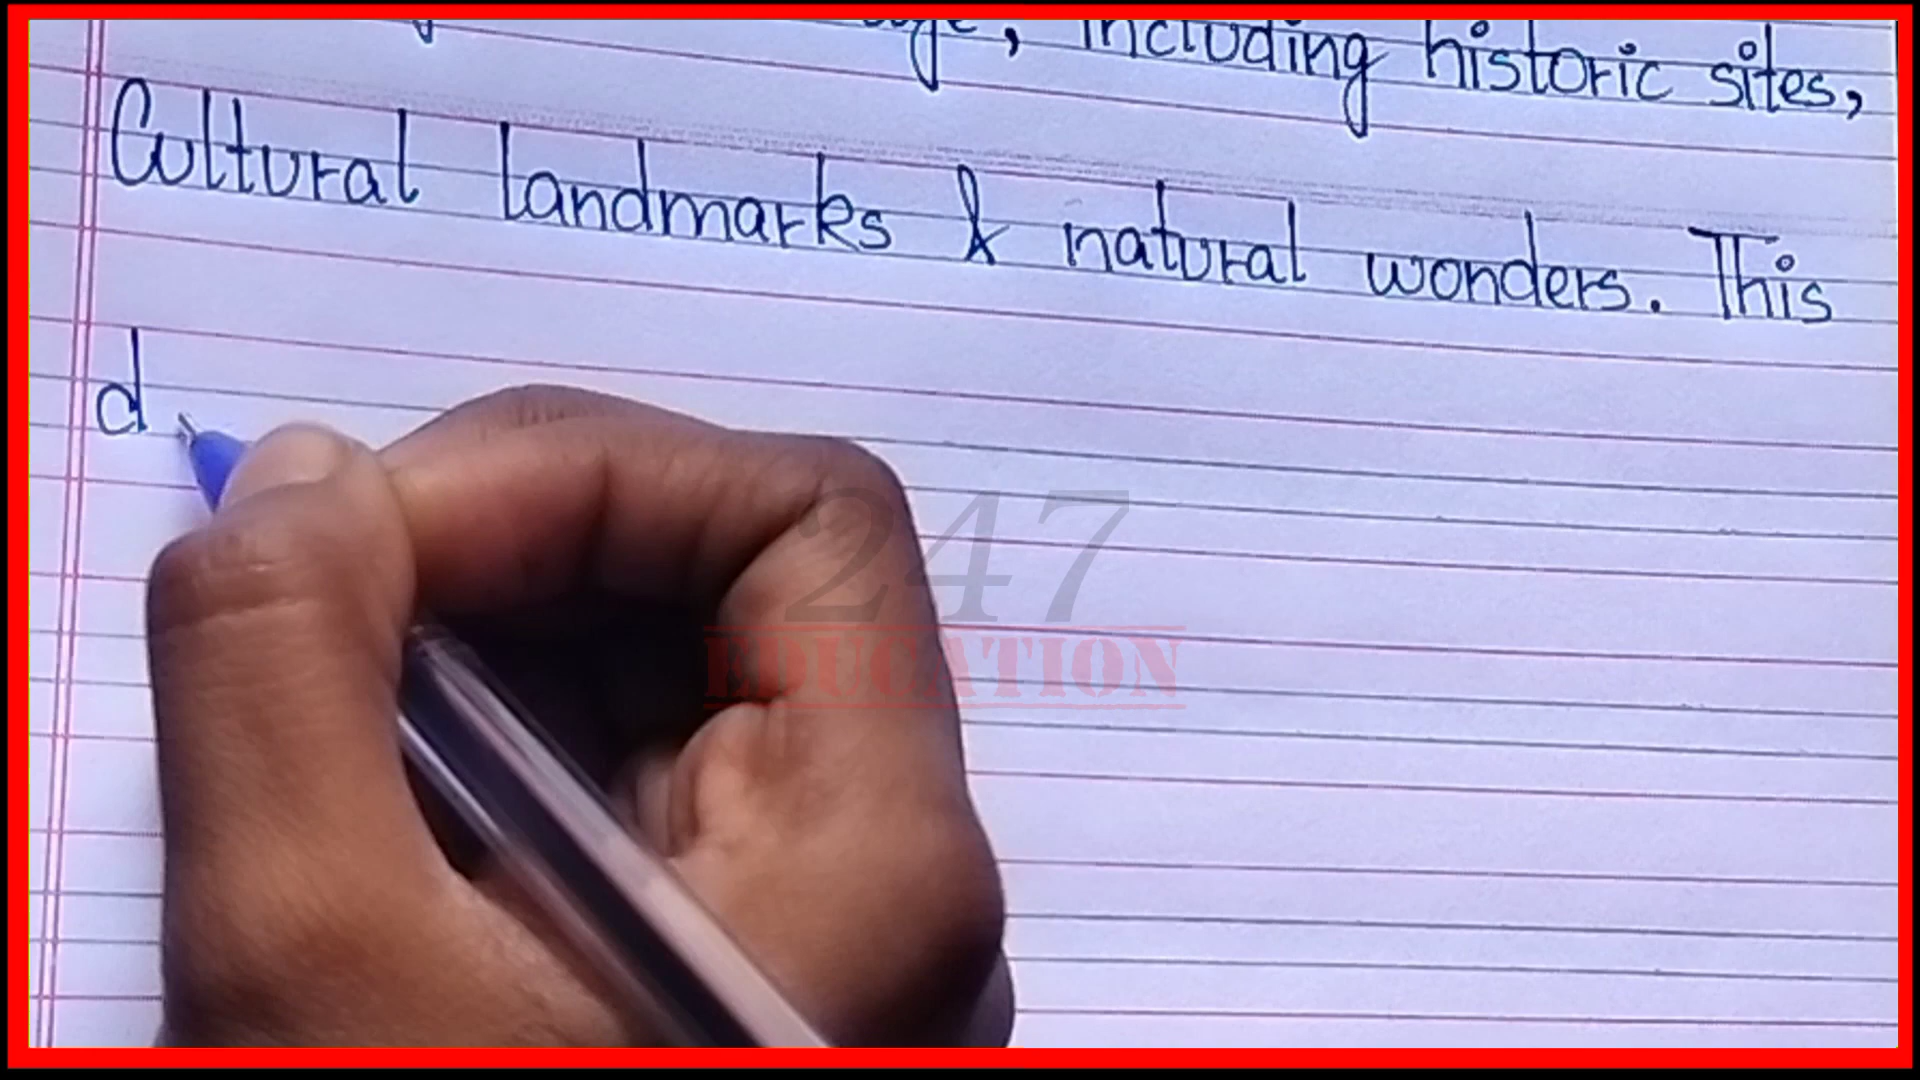 , including historic sites,
Cultural landmarks & natural wonders. This
d
247
EDUCATION